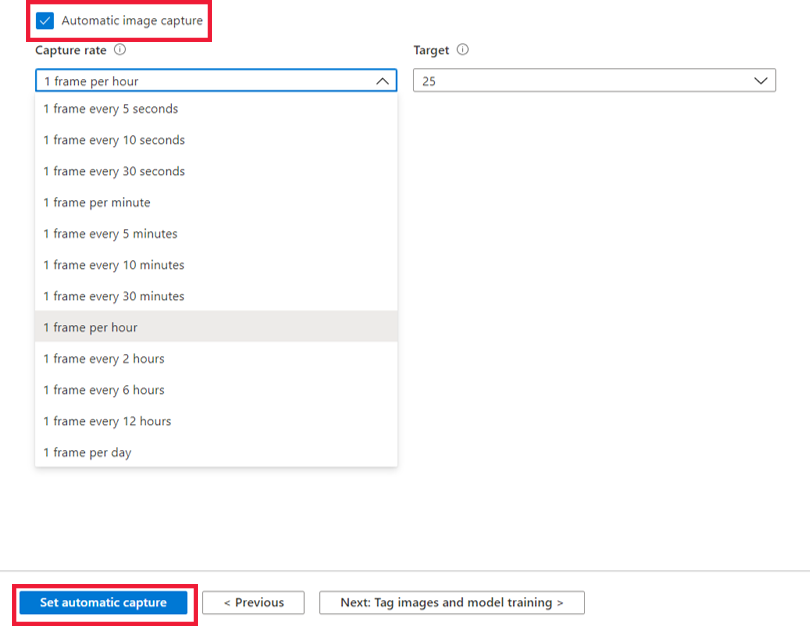 Automatic image capture
Capture rate
Target
1 frame per hour
25
1 frame every 5 seconds
1 frame every 10 seconds
1 frame every 30 seconds
1 frame per minute
1 frame every 5 minutes
1 frame every 10 minutes
1 frame every 30 minutes
1 frame per hour
1 frame every 2 hours
1 frame every 6 hours
1 frame every 12 hours
1 frame per day
Set automatic capture
< Previous
Next: Tag images and model training >